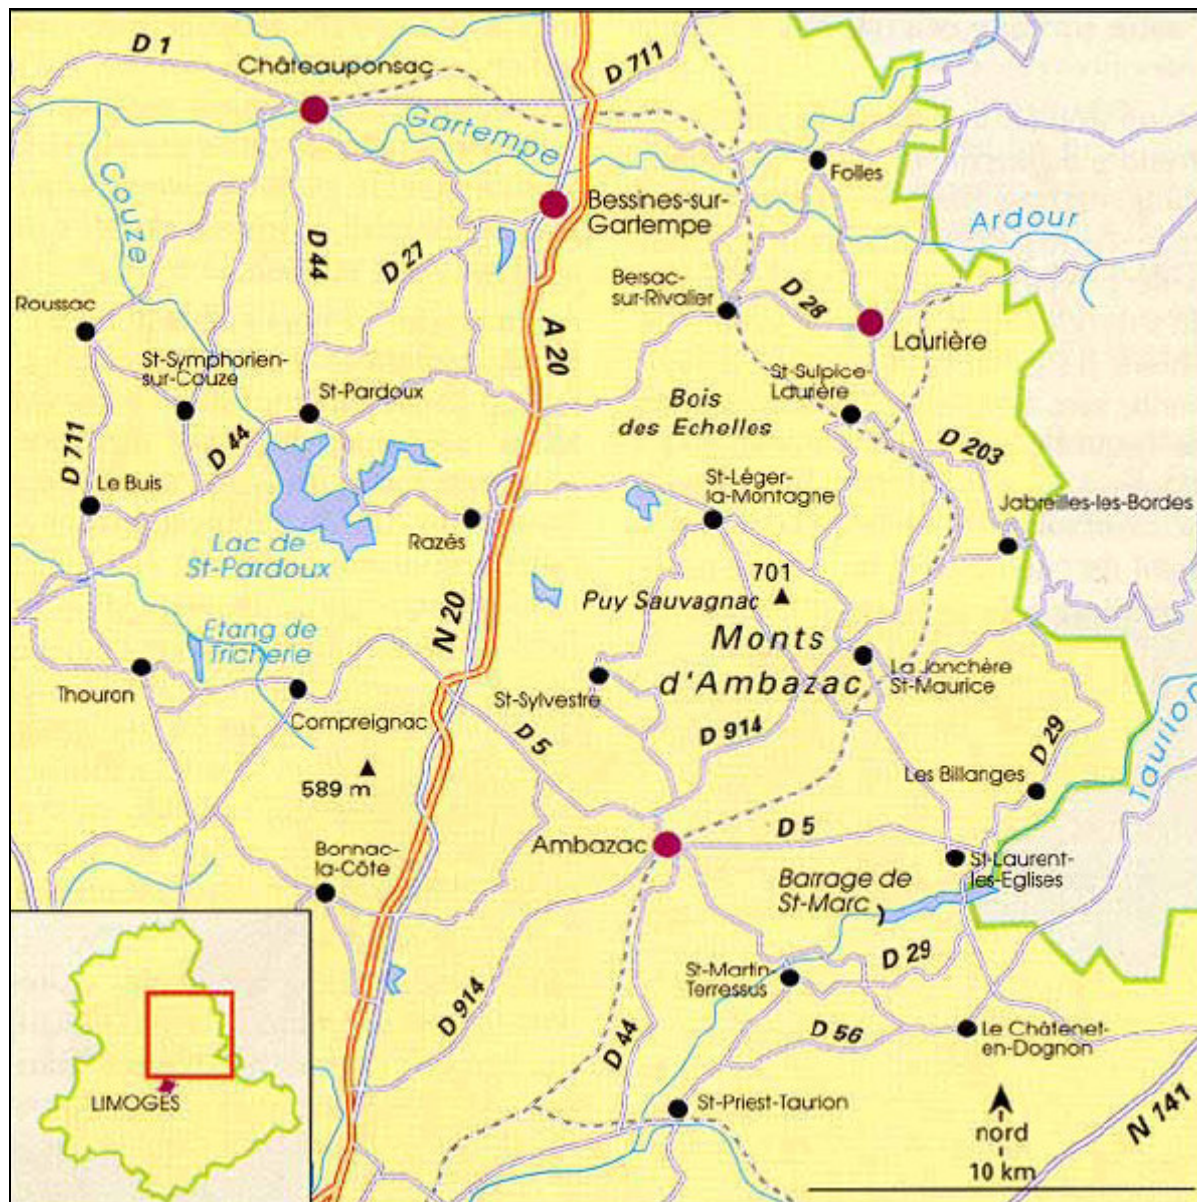 D 1
Châteauponsac
D 711
Gartempe
Couze
Folles
Bessines-sur-
Gartempe
Ardour
D 44
D 27
Bersac-
sur-Rivalier
D 28
Roussac
A 20
Laurière
St-Symphorien-
sur-Couze
St-Pardoux
St-Sulpice-
Laurière
Bois
des Echelles
D 711
D 44
D 203
Le Buis
St-Léger-
la-Montagne
Jabreilles-les-Bordes
Razès
Lac de
St-Pardoux
701
Puy Sauvagnac
N 20
Etang de
Tricherie
Monts
d'Ambazac
La Jonchère
St-Maurice
Thouron
St-Sylvestre
Compreignac
D 5
D 914
D 29
Taurion
589 m
Les Billanges
Ambazac
D 5
Bonnac-
la-Côte
St-Laurent-
les-Eglises
Barrage de
St-Marc
D 29
St-Martin-
Terressus
D 914
D 44
D 56
Le Châtenet-
en-Dognon
LIMOGES
St-Priest-Taurion
nord
N 141
10 km